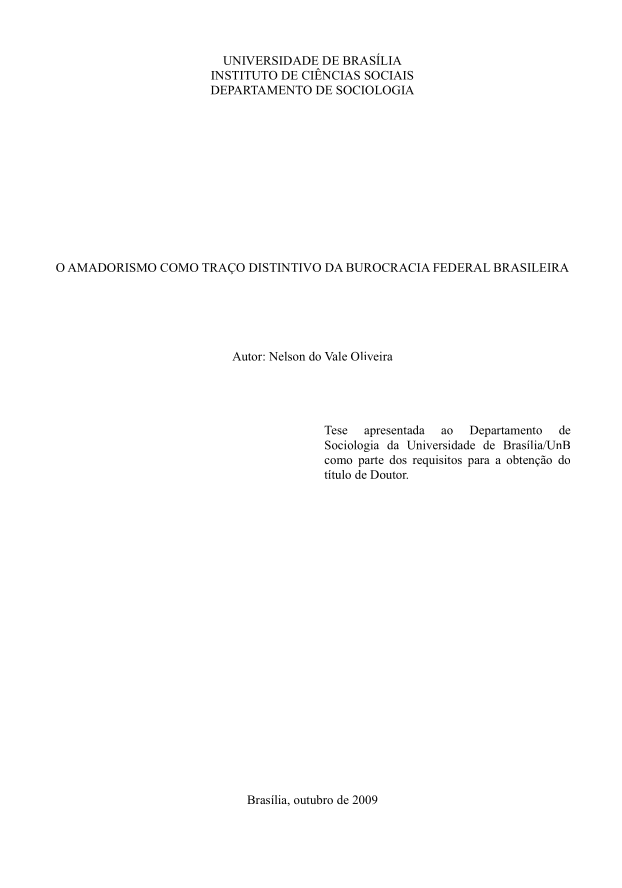 UNIVERSIDADE DE BRASÍLIA
INSTITUTO DE CIÊNCIAS SOCIAIS
DEPARTAMENTO DE SOCIOLOGIA
O AMADORISMO COMO TRAÇO DISTINTIVO DA BUROCRACIA FEDERAL BRASILEIRA
Autor: Nelson do Vale Oliveira
Tese apresentada ao Departamento de
Sociologia da Universidade de Brasília/UnB
como parte dos requisitos para a obtenção do
título de Doutor.
Brasília, outubro de 2009